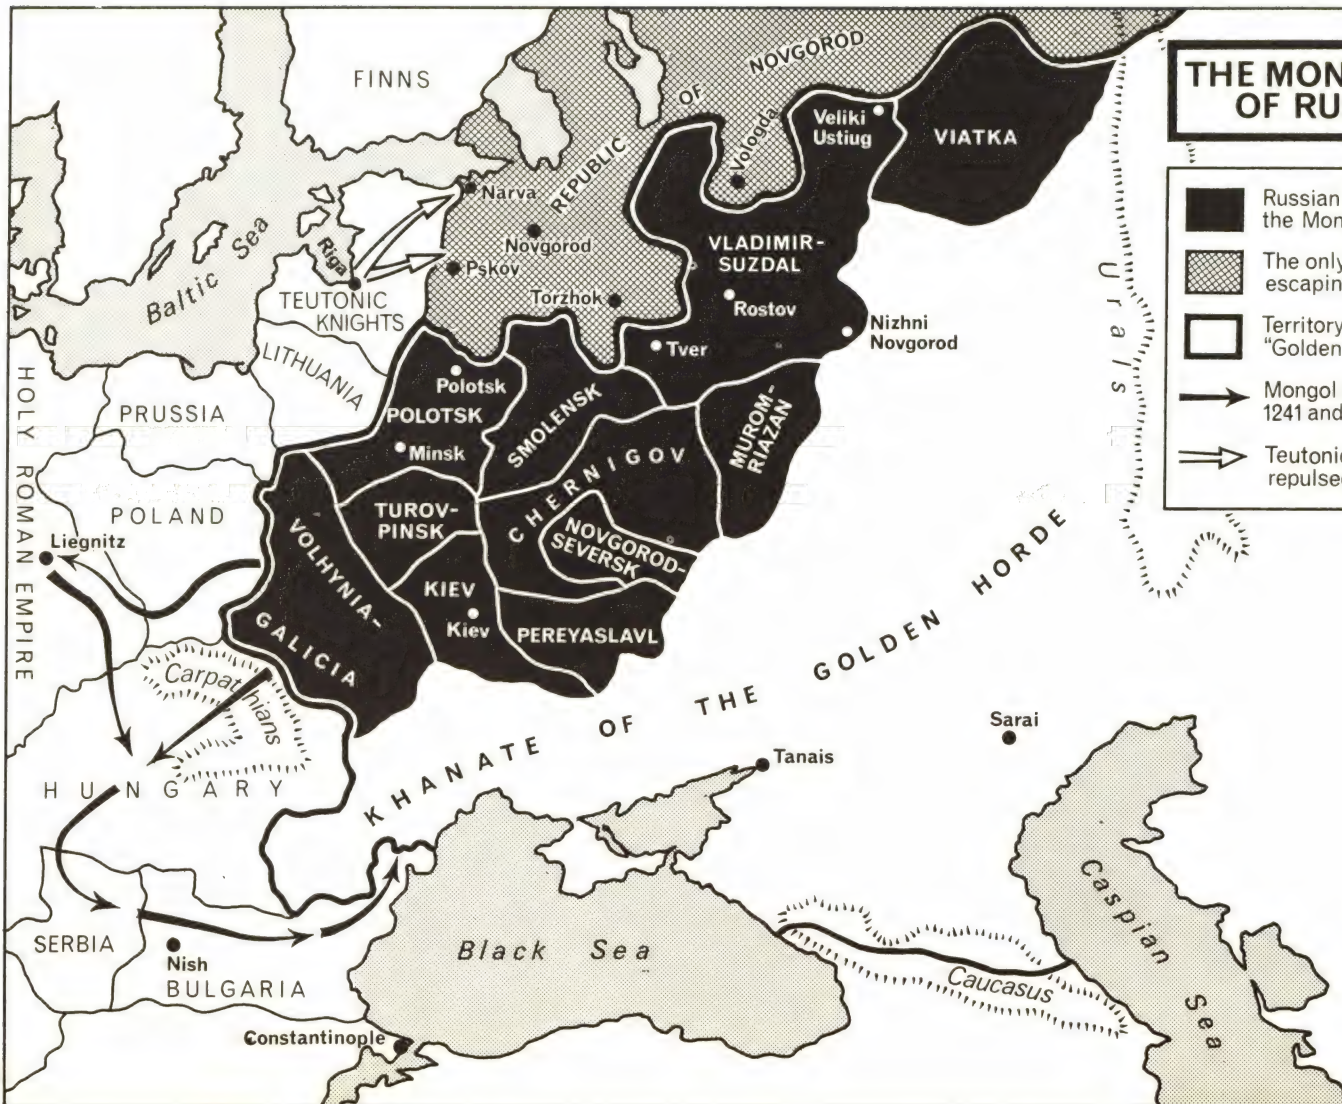 THE MON
OF RU
Russian
the Mon
The only
escapin
Territory
"Golden
Mongol
1241 and
Teutonic
repulsed
FINNS
REPUBLIC OF NOVGOROD
Veliki
Ustiug
VIATKA
Vologda
Narva
Novgorod
Pskov
Torzhok
Riga
Baltic Sea
TEUTONIC
KNIGHTS
LITHUANIA
VLADIMIR-
SUZDAL
Rostov
Tver
Nizhni
Novgorod
Urals
HOLY ROMAN EMPIRE
PRUSSIA
POLAND
Liegnitz
Polotsk
POLOTSK
Minsk
SMOLENSK
MUROM-
RIAZAN
CHERNIGOV
TUROV-
PINSK
NOVGOROD-
SEVERSK
VOLHYNIA-
GALICIA
KIEV
Kiev
PEREYASLAVL
Carpathians
HUNGARY
KHANATE OF THE GOLDEN HORDE
Sarai
Tanais
SERBIA
Nish
BULGARIA
Constantinople
Black Sea
Caucasus
Caspian Sea